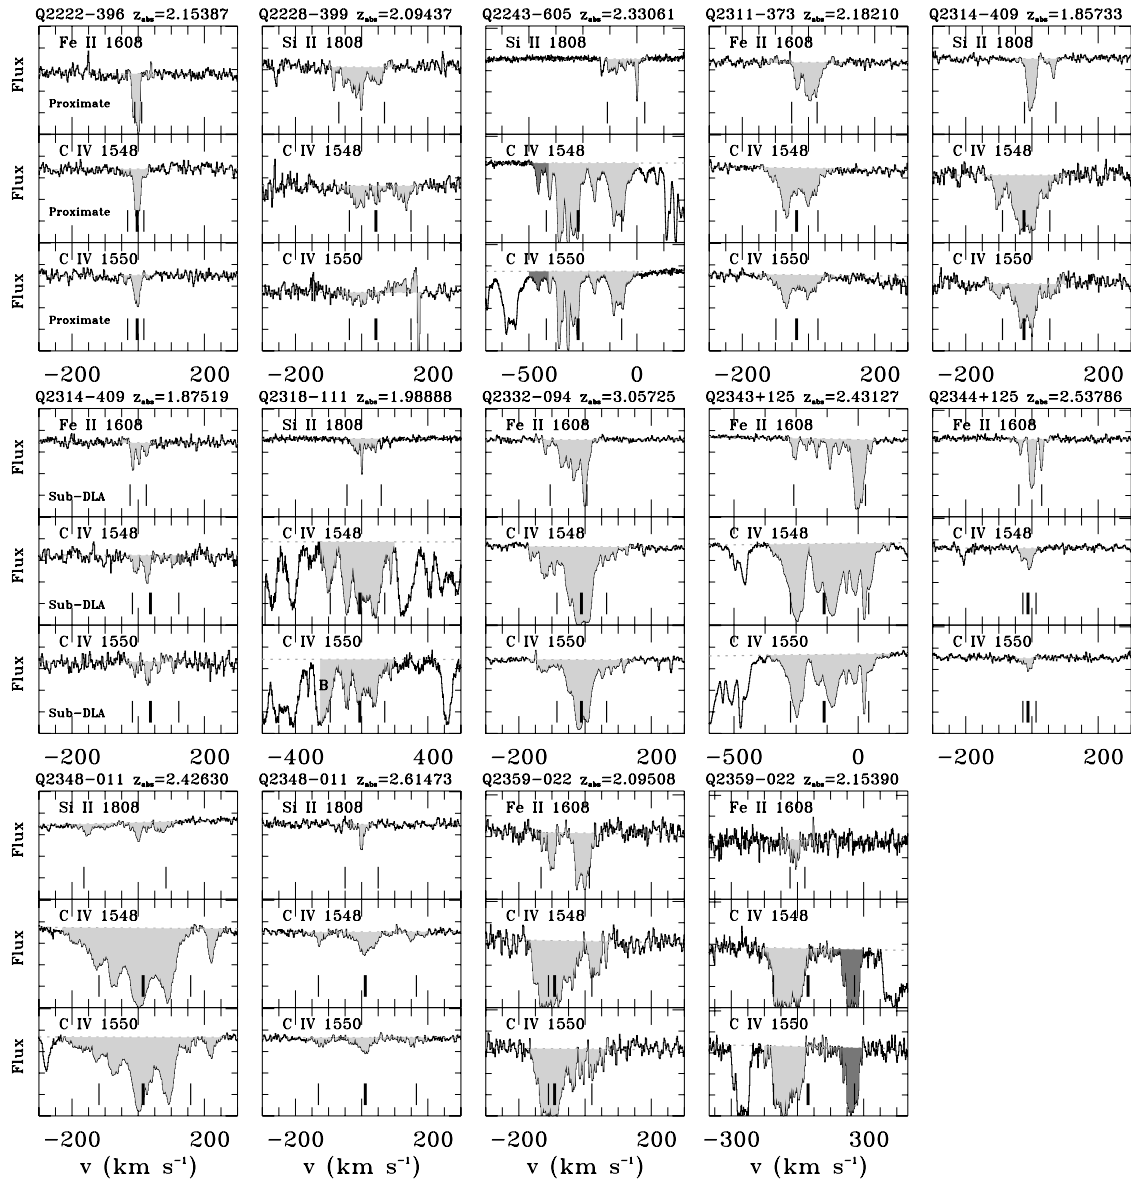 Q2222−396 zabs=2.15387
Q2228−399 zabs=2.09437
Q2243−605 zabs=2.33061
Q2311−373 zabs=2.18210
Q2314−409 zabs=1.85733
Flux
Fe II 1608
Si II 1808
Si II 1808
Fe II 1608
Si II 1808
Proximate
Flux
C IV 1548
C IV 1548
C IV 1548
C IV 1548
C IV 1548
Proximate
Flux
C IV 1550
C IV 1550
C IV 1550
C IV 1550
C IV 1550
Proximate
−200 200
−200 200
−500 0
−200 200
−200 200
Q2314−409 zabs=1.87519
Q2318−111 zabs=1.98888
Q2332−094 zabs=3.05725
Q2343+125 zabs=2.43127
Q2344+125 zabs=2.53786
Flux
Fe II 1608
Si II 1808
Fe II 1608
Fe II 1608
Fe II 1608
Sub−DLA
Flux
C IV 1548
C IV 1548
C IV 1548
C IV 1548
C IV 1548
Sub−DLA
Flux
C IV 1550
C IV 1550
C IV 1550
C IV 1550
C IV 1550
B
Sub−DLA
−200 200
−400 400
−200 200
−500 0
−200 200
Q2348−011 zabs=2.42630
Q2348−011 zabs=2.61473
Q2359−022 zabs=2.09508
Q2359−022 zabs=2.15390
Flux
Si II 1808
Si II 1808
Fe II 1608
Fe II 1608
Flux
C IV 1548
C IV 1548
C IV 1548
C IV 1548
Flux
C IV 1550
C IV 1550
C IV 1550
C IV 1550
−200 200
−200 200
−200 200
−300 300
v (km s−1)
v (km s−1)
v (km s−1)
v (km s−1)